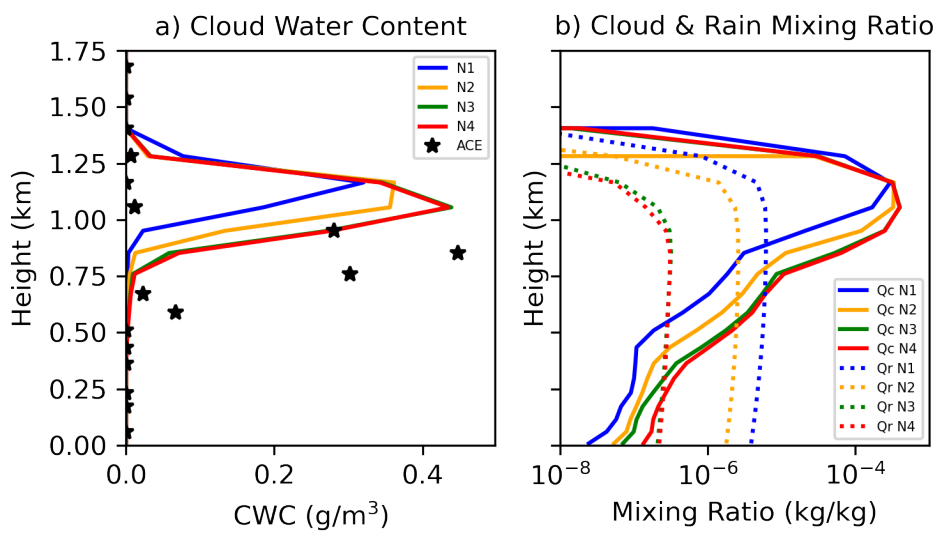 a) Cloud Water Content
Height (km)
1.75
1.50
1.25
1.00
0.75
0.50
0.25
0.00
N1
N2
N3
N4
ACE
0.0
0.2
0.4
CWC (g/m³)
b) Cloud & Rain Mixing Ratio
Height (km)
Qc N1
Qc N2
Qc N3
Qc N4
Qr N1
Qr N2
Qr N3
Qr N4
10⁻⁸
10⁻⁶
10⁻⁴
Mixing Ratio (kg/kg)